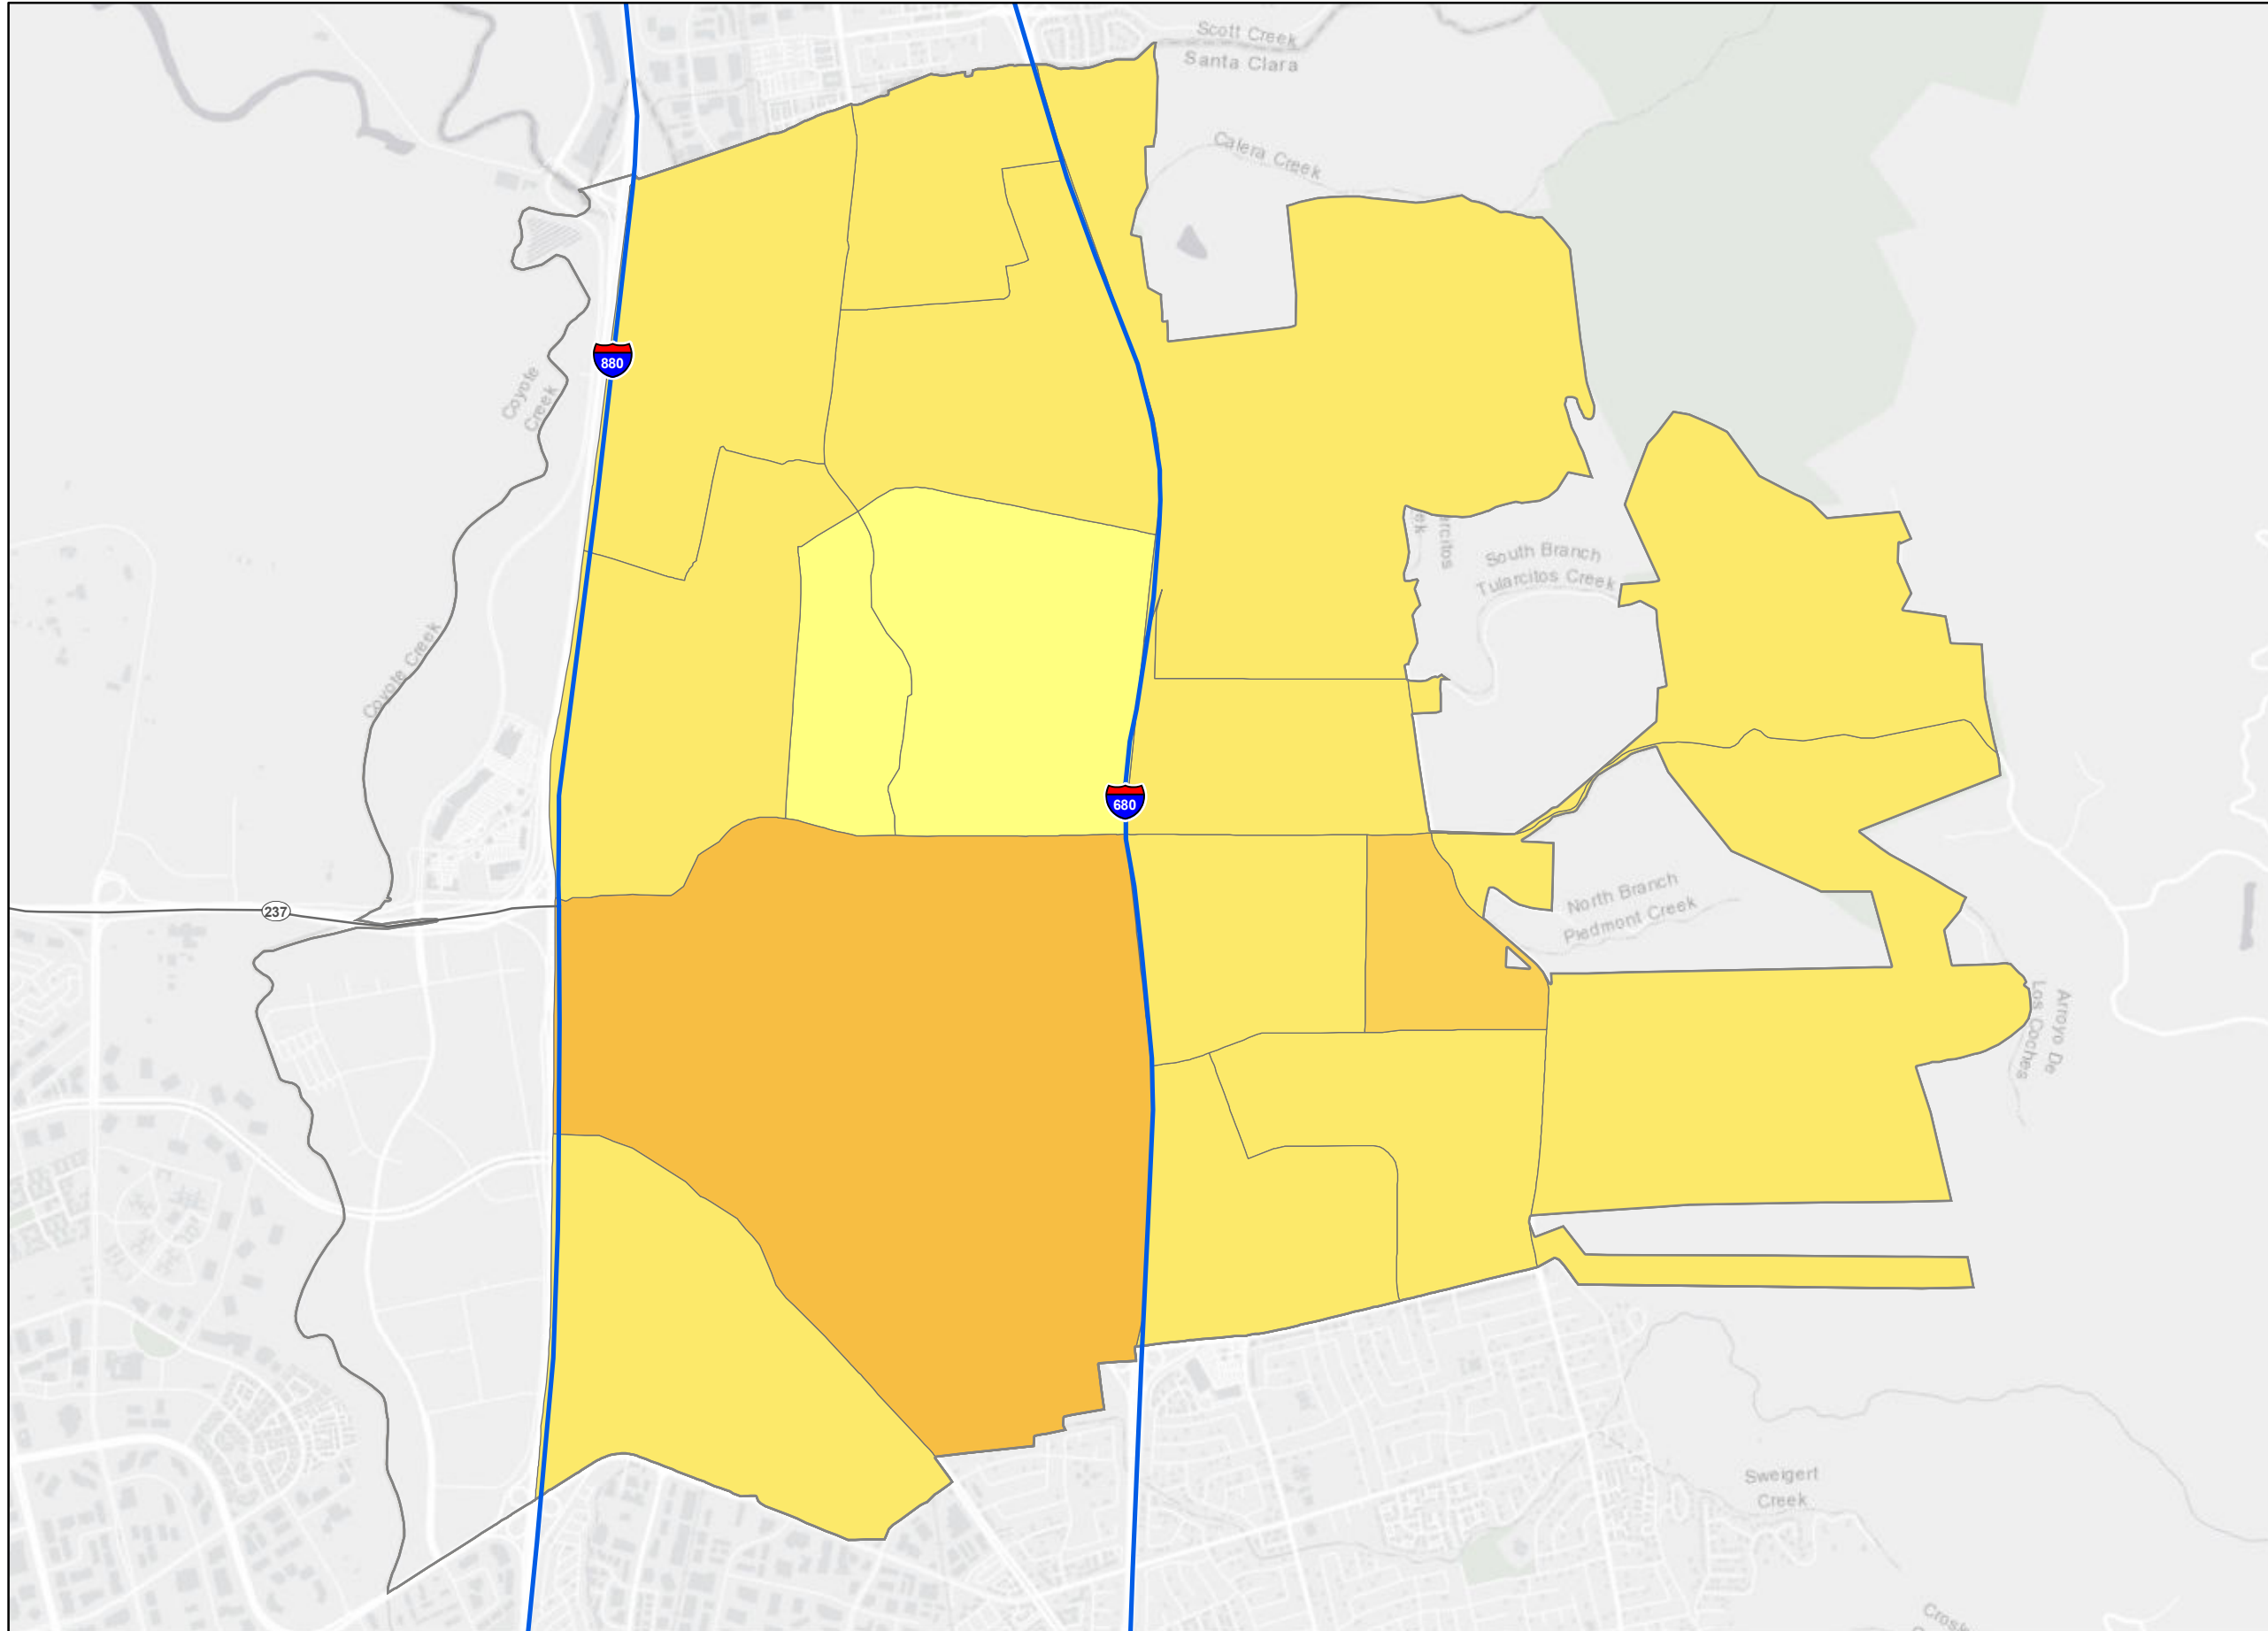 Scott Creek
Santa Clara
Calera Creek
880
Coyote
Creek
South Branch
Tularcitos Creek
Coyote Creek
680
237
North Branch
Piedmont Creek
Arroyo De
Los Coches
Sweigert
Creek